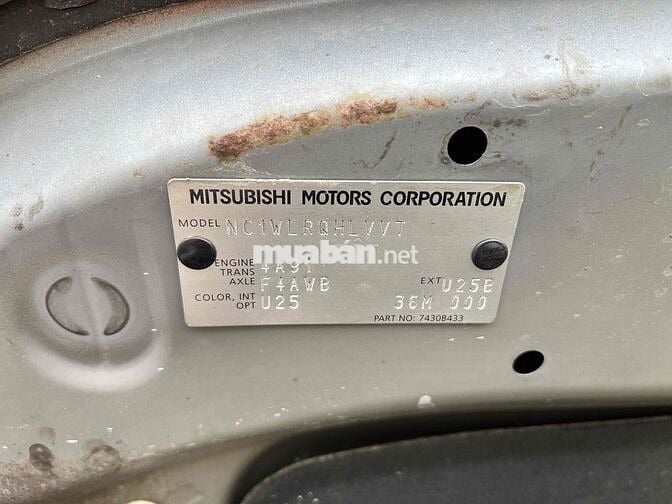 MITSUBISHI MOTORS CORPORATION
MODEL NC1WLRQHLVVT
muabán.net
ENGINE 4A91
TRANS AXLE F4AWB EXT U25B
COLOR, INT OPT U25 36M 000
PART NO: 7430B433